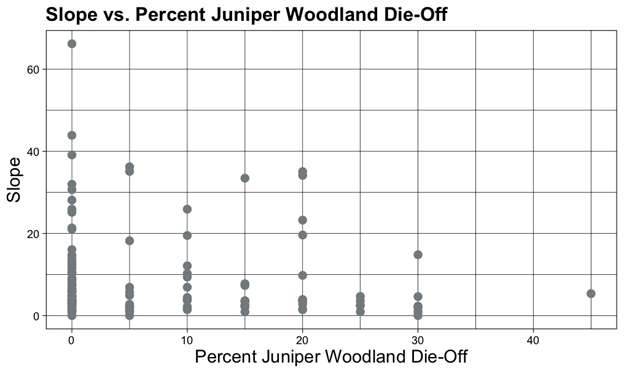 Slope vs. Percent Juniper Woodland Die-Off
60
40
20
0
Slope
0 10 20 30 40
Percent Juniper Woodland Die-Off